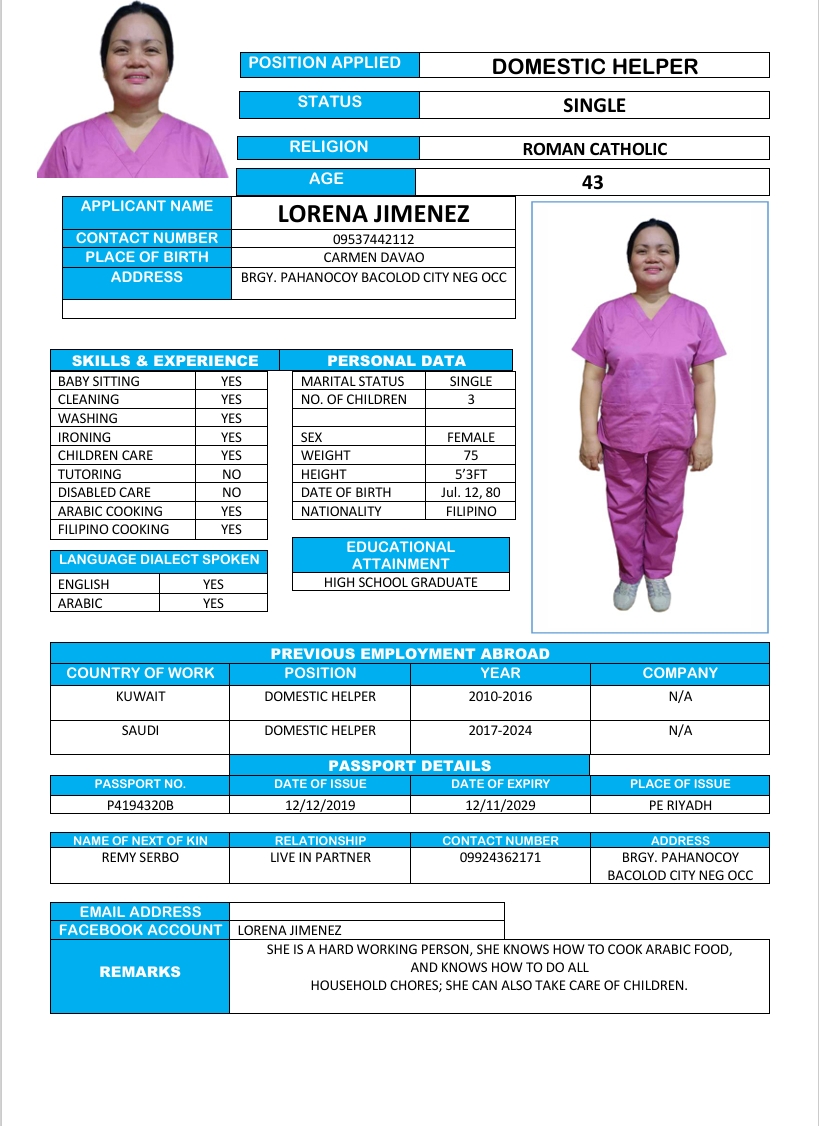 POSITION APPLIED DOMESTIC HELPER
STATUS SINGLE
RELIGION ROMAN CATHOLIC
AGE 43
APPLICANT NAME LORENA JIMENEZ
CONTACT NUMBER 09537442112
PLACE OF BIRTH CARMEN DAVAO
ADDRESS BRGY. PAHANOCOY BACOLOD CITY NEG OCC
SKILLS & EXPERIENCE PERSONAL DATA
BABY SITTING YES MARITAL STATUS SINGLE
CLEANING YES NO. OF CHILDREN 3
WASHING YES
IRONING YES SEX FEMALE
CHILDREN CARE YES WEIGHT 75
TUTORING NO HEIGHT 5'3FT
DISABLED CARE NO DATE OF BIRTH Jul. 12, 80
ARABIC COOKING YES NATIONALITY FILIPINO
FILIPINO COOKING YES
EDUCATIONAL
ATTAINMENT
HIGH SCHOOL GRADUATE
LANGUAGE DIALECT SPOKEN
ENGLISH YES
ARABIC YES
PREVIOUS EMPLOYMENT ABROAD
COUNTRY OF WORK POSITION YEAR COMPANY
KUWAIT DOMESTIC HELPER 2010-2016 N/A
SAUDI DOMESTIC HELPER 2017-2024 N/A
PASSPORT DETAILS
PASSPORT NO. DATE OF ISSUE DATE OF EXPIRY PLACE OF ISSUE
P4194320B 12/12/2019 12/11/2029 PE RIYADH
NAME OF NEXT OF KIN RELATIONSHIP CONTACT NUMBER ADDRESS
REMY SERBO LIVE IN PARTNER 09924362171 BRGY. PAHANOCOY
BACOLOD CITY NEG OCC
EMAIL ADDRESS
FACEBOOK ACCOUNT LORENA JIMENEZ
REMARKS
SHE IS A HARD WORKING PERSON, SHE KNOWS HOW TO COOK ARABIC FOOD,
AND KNOWS HOW TO DO ALL
HOUSEHOLD CHORES; SHE CAN ALSO TAKE CARE OF CHILDREN.